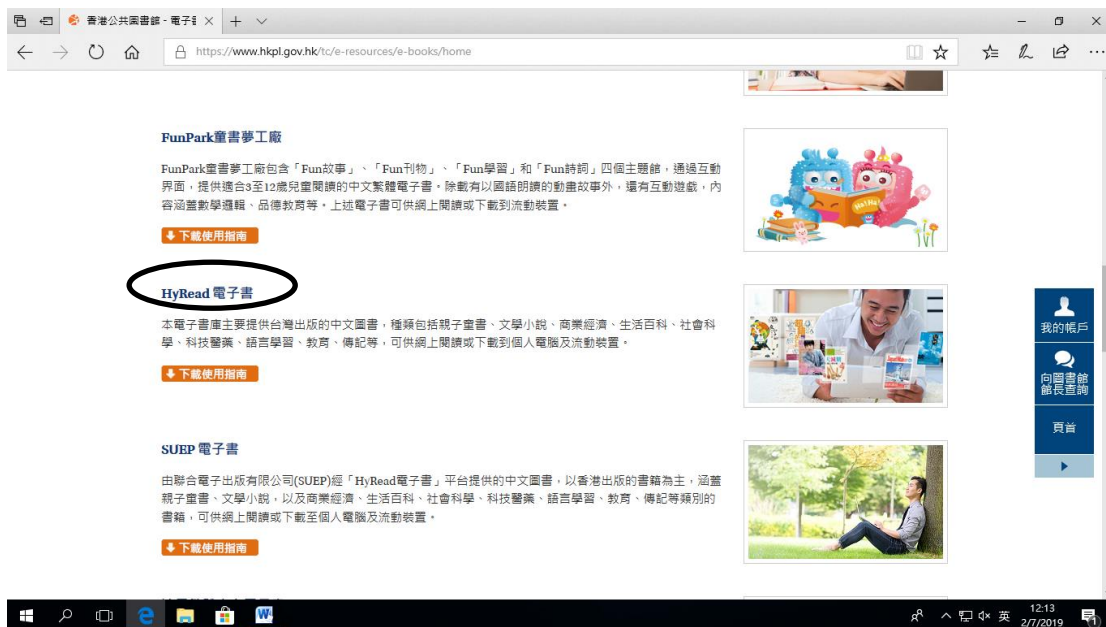 香港公共圖書館 - 電子
https://www.hkpl.gov.hk/tc/e-resources/e-books/home
FunPark童書夢工廠
FunPark童書夢工廠包含「Fun故事」、「Fun刊物」、「Fun學習」和「Fun詩詞」四個主題館，通過互動
界面，提供適合3至12歲兒童閱讀的中文繁體電子書。除載有以國語朗讀的動畫故事外，還有互動遊戲，內
容涵蓋數學邏輯、品德教育等。上述電子書可供網上閱讀或下載到流動裝置。
下載使用指南
HyRead 電子書
本電子書庫主要提供台灣出版的中文圖書，種類包括親子童書、文學小說、商業經濟、生活百科、社會科
學、科技醫藥、語言學習、教育、傳記等，可供網上閱讀或下載到個人電腦及流動裝置。
下載使用指南
SUEP 電子書
由聯合電子出版有限公司(SUEP)經「HyRead電子書」平台提供的中文圖書，以香港出版的書籍為主，涵蓋
親子童書、文學小說，以及商業經濟、生活百科、社會科學、科技醫藥、語言學習、教育、傳記等類別的
書籍，可供網上閱讀或下載至個人電腦及流動裝置。
下載使用指南
我的帳戶
向圖書館
館長查詢
頁首
Ha! Ha!
英
12:13
2/7/2019